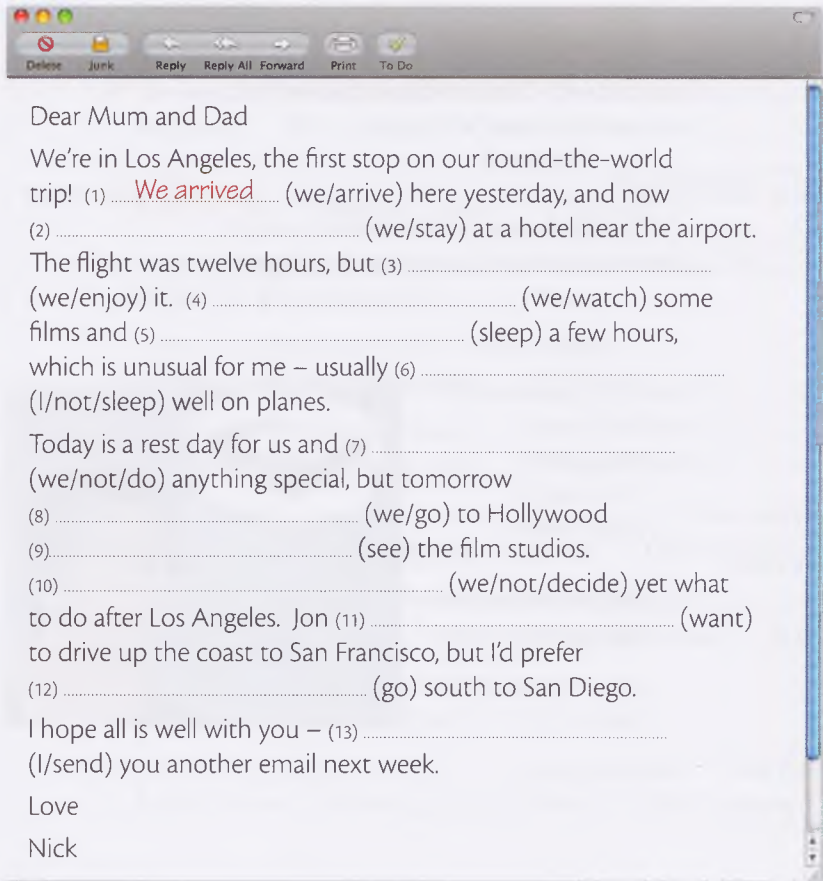 Delete Junk Reply Reply All Forward Print To Do
Dear Mum and Dad
We're in Los Angeles, the first stop on our round-the-world
trip! (1) We arrived (we/arrive) here yesterday, and now
(2) (we/stay) at a hotel near the airport.
The flight was twelve hours, but (3)
(we/enjoy) it. (4) (we/watch) some
films and (5) (sleep) a few hours,
which is unusual for me – usually (6)
(I/not/sleep) well on planes.
Today is a rest day for us and (7)
(we/not/do) anything special, but tomorrow
(8) (we/go) to Hollywood
(9) (see) the film studios.
(10) (we/not/decide) yet what
to do after Los Angeles. Jon (11) (want)
to drive up the coast to San Francisco, but I'd prefer
(12) (go) south to San Diego.
I hope all is well with you – (13)
(I/send) you another email next week.
Love
Nick